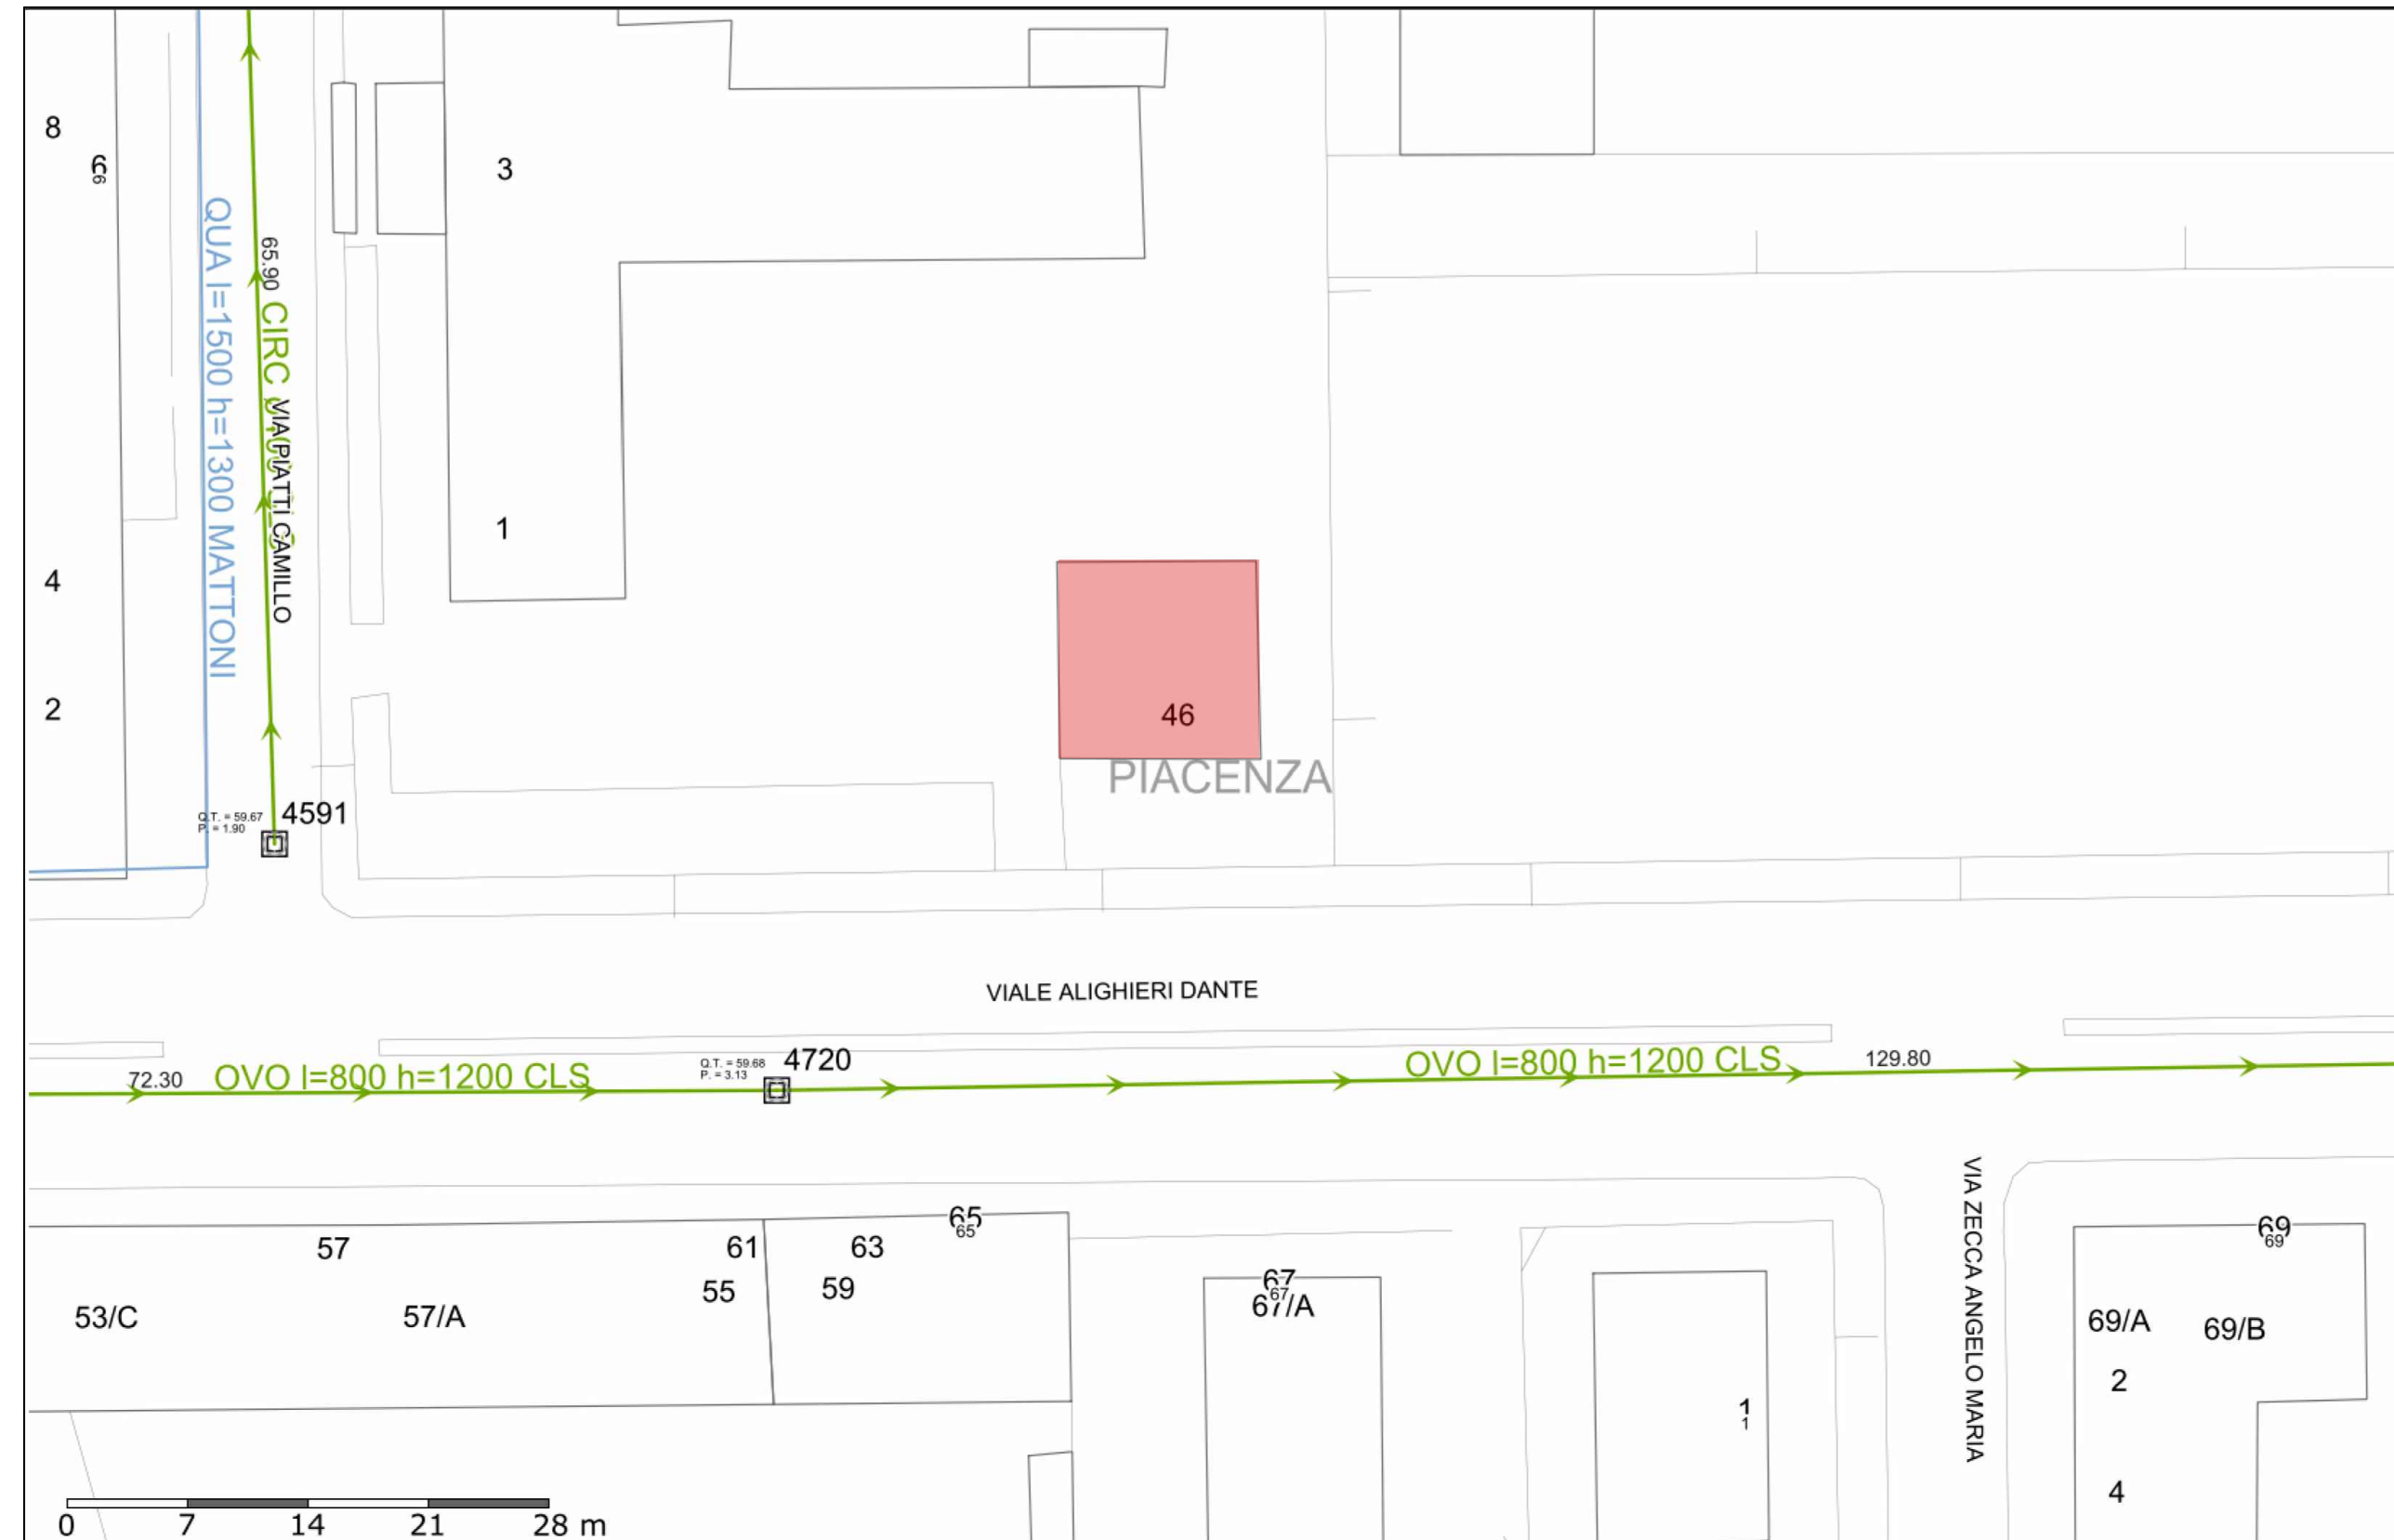 8
6
6
3
QUA l=1500 h=1300 MATTONI
65.90
CIRC
VIA PIATTI CAMILLO
1
4
2
46
PIACENZA
4591
Q.T. = 59.67
P. = 1.90
VIALE ALIGHIERI DANTE
72.30
OVO l=800 h=1200 CLS
Q.T. = 59.68
P. = 3.13
4720
OVO l=800 h=1200 CLS
129.80
VIA ZECCA ANGELO MARIA
57
61
63
65
65
55
59
53/C
57/A
67
67
67/A
1
1
69
69
69/A
69/B
2
4
0 7 14 21 28 m